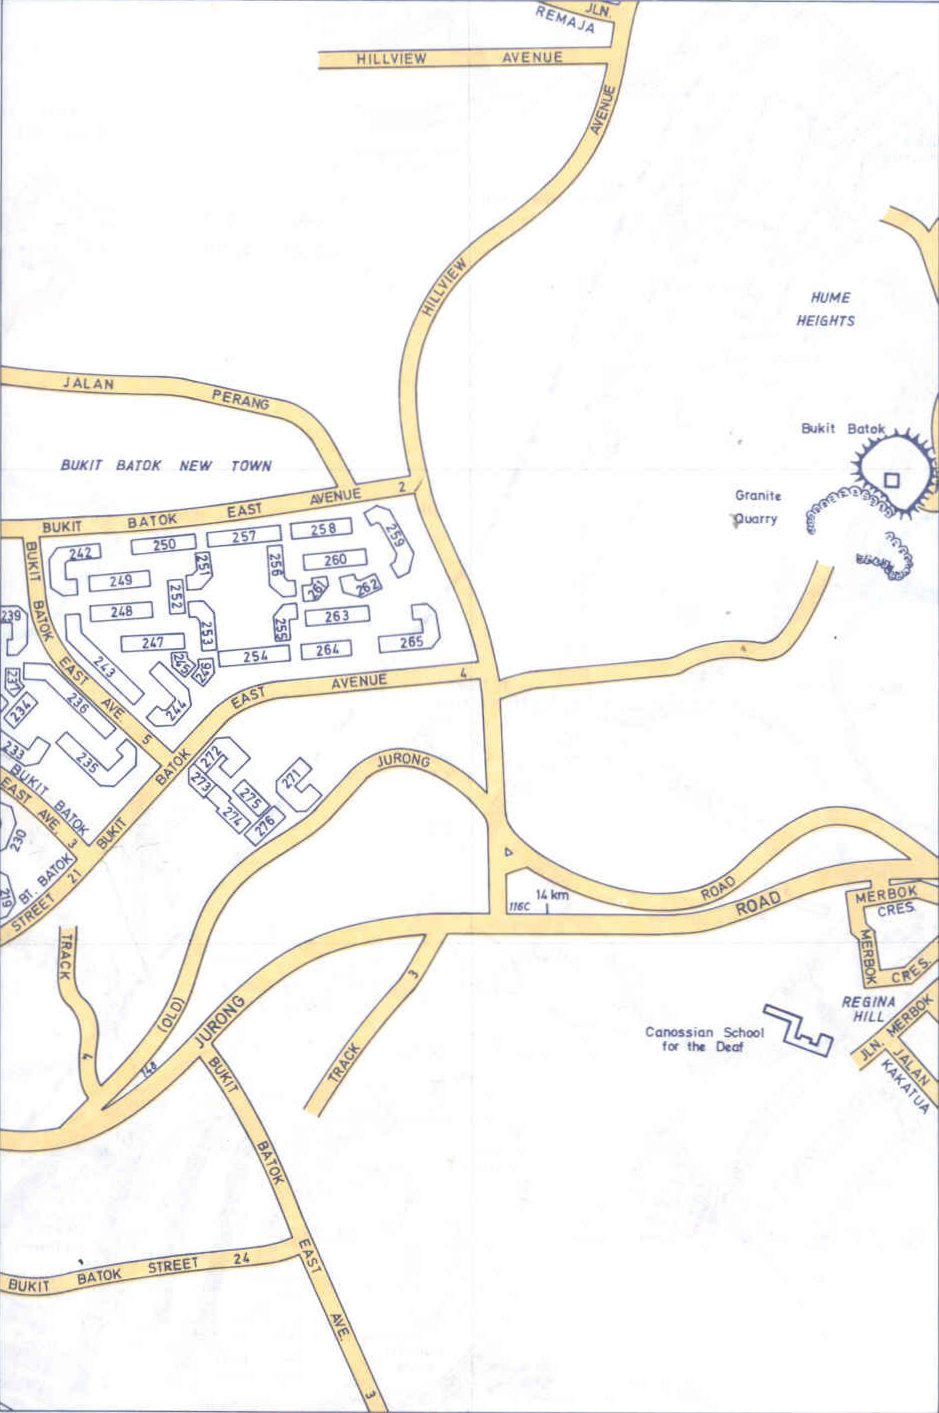 JLN.
REMAJA
HILLVIEW AVENUE
AVENUE
HILLVIEW
HUME
HEIGHTS
JALAN PERANG
Bukit Batok
BUKIT BATOK NEW TOWN
Granite
Quarry
BUKIT BATOK EAST AVENUE 2
242
250
257
258
259
249
251
256
260
252
261
262
248
253
255
263
239
247
254
264
265
243
245
246
244
BUKIT BATOK EAST AVE. 5
237
234
236
233
235
BUKIT BATOK EAST AVENUE 4
272
273
271
275
274
276
JURONG
BUKIT BATOK
EAST AVE. 3
230
219
BT. BATOK
STREET 21
4
ROAD
ROAD
14 km
116C
MERBOK
CRES.
MERBOK
CRES.
TRACK 4
(OLD)
JURONG
148
TRACK 3
REGINA
HILL
Canossian School
for the Deaf
JLN. MERBOK
JALAN
KAKATUA
BUKIT BATOK EAST AVE. 3
BUKIT BATOK STREET 24